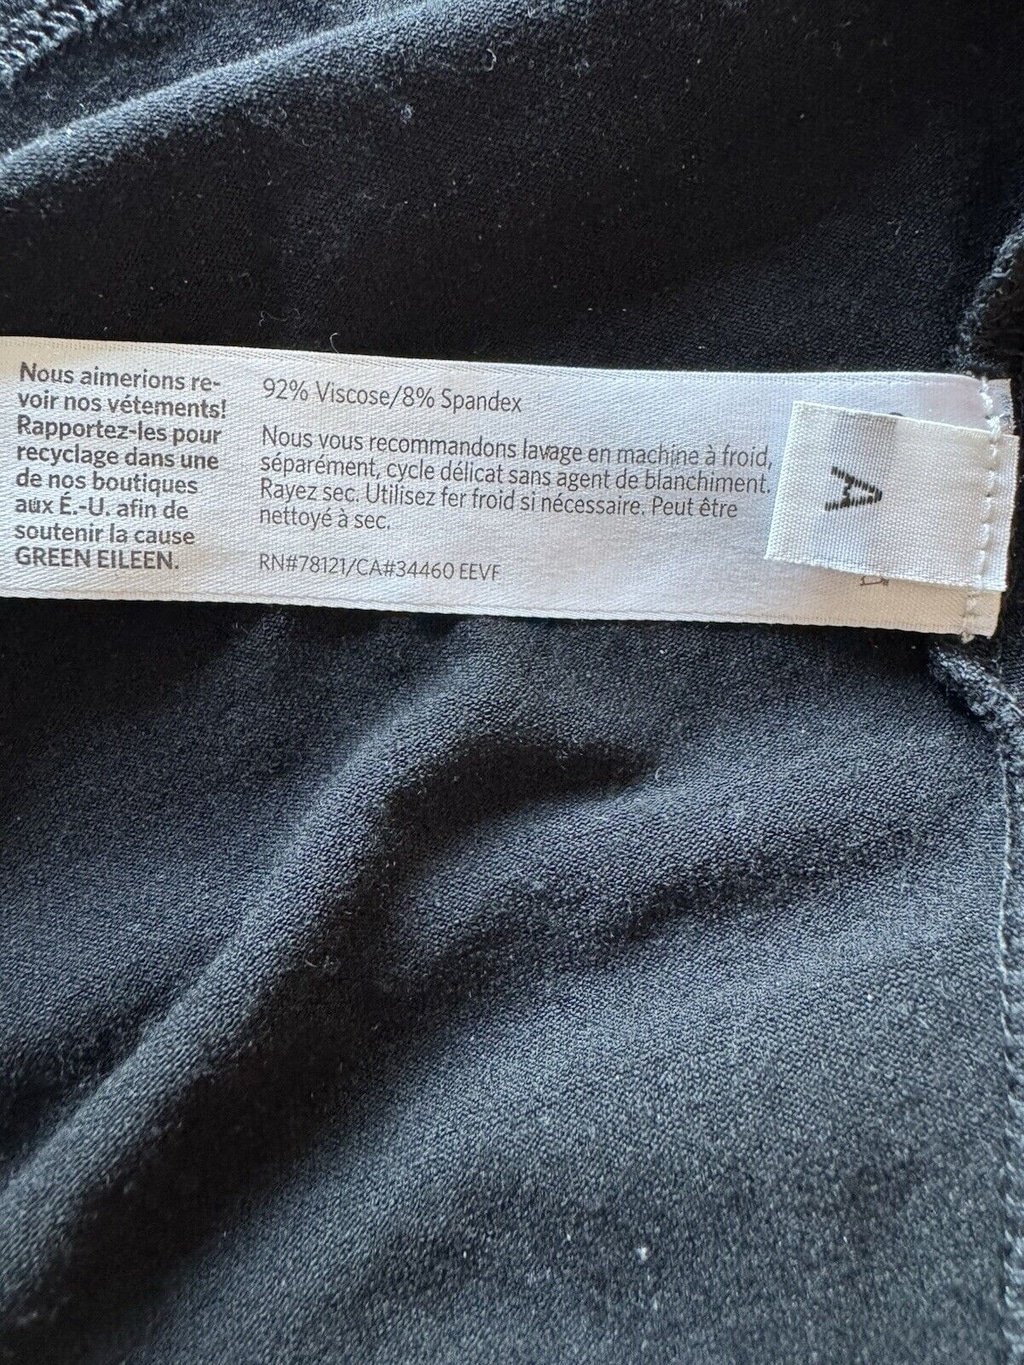 Nous aimerions re-
voir nos vétements!
Rapportez-les pour
recyclage dans une
de nos boutiques
aux É.-U. afin de
soutenir la cause
GREEN EILEEN.
92% Viscose/8% Spandex
Nous vous recommandons lavage en machine à froid,
séparément, cycle délicat sans agent de blanchiment.
Rayez sec. Utilisez fer froid si nécessaire. Peut être
nettoyé à sec.
RN#78121/CA#34460 EEVF
A